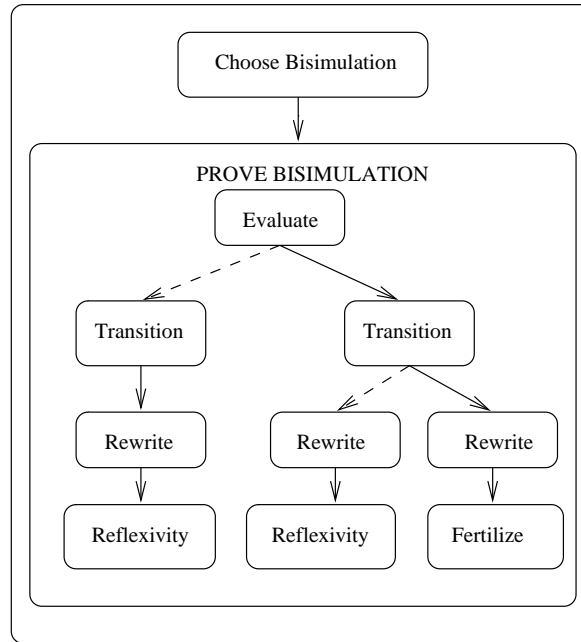 Choose Bisimulation
PROVE BISIMULATION
Evaluate
Transition
Transition
Rewrite
Rewrite
Rewrite
Reflexivity
Reflexivity
Fertilize